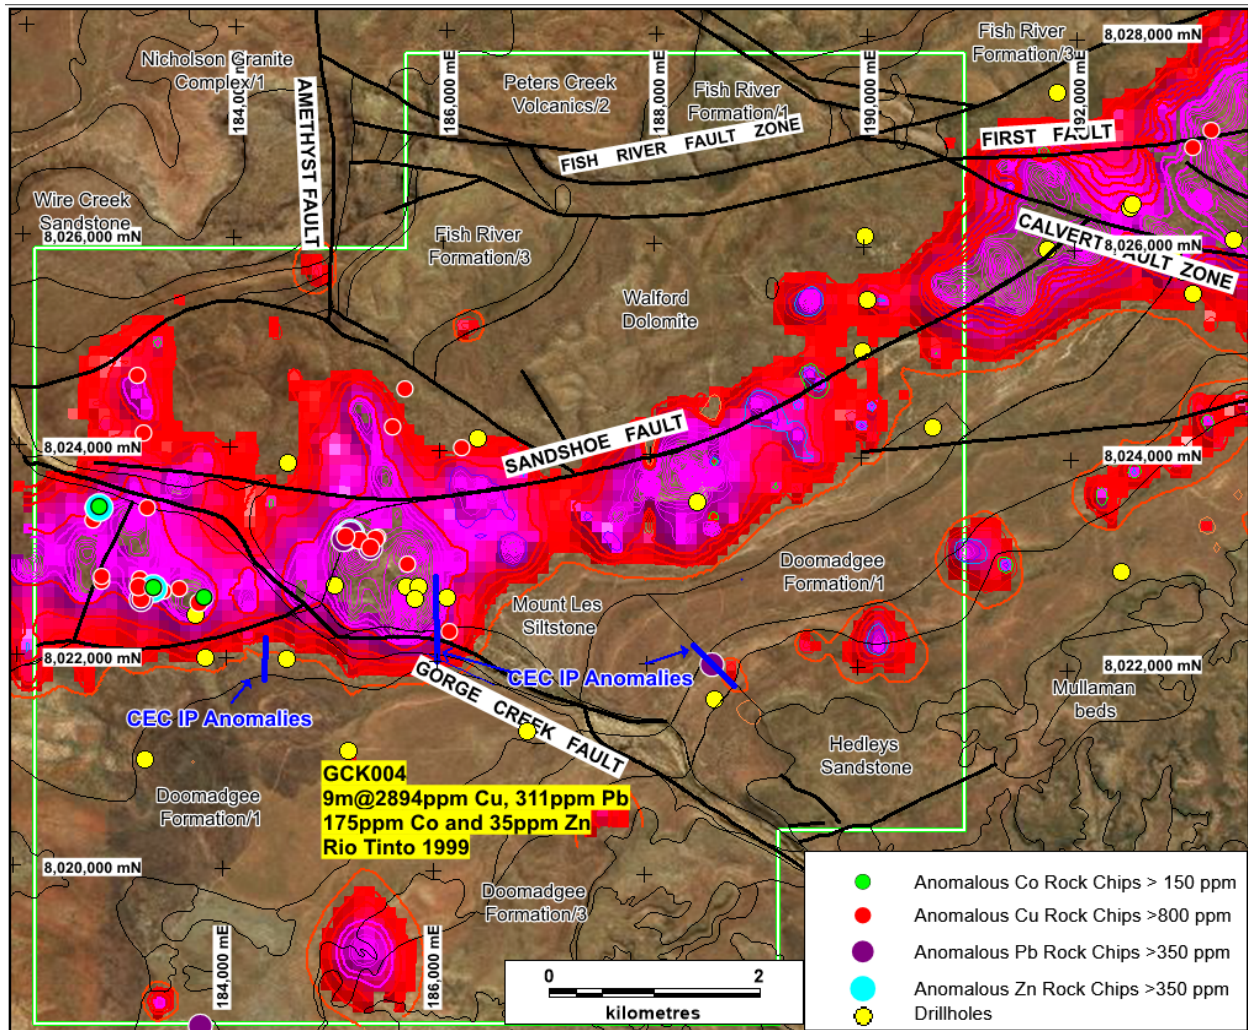 Fish River
Formation/3
8,028,000 mN
Nicholson Granite
Complex/1
184,000 mE
186,000 mE
188,000 mE
190,000 mE
192,000 mE
Peters Creek
Volcanics/2
Fish River
Formation/1
AMETHYST FAULT
FISH RIVER FAULT ZONE
FIRST FAULT
Wire Creek
Sandstone
8,026,000 mN
Fish River
Formation/3
CALVERT FAULT ZONE
8,026,000 mN
Walford
Dolomite
8,024,000 mN
SANDSHOE FAULT
8,024,000 mN
Doomadgee
Formation/1
Mount Les
Siltstone
8,022,000 mN
8,022,000 mN
CEC IP Anomalies
GORGE CREEK FAULT
CEC IP Anomalies
Mullaman
beds
Hedleys
Sandstone
GCK004
9m@2894ppm Cu, 311ppm Pb
175ppm Co and 35ppm Zn
Rio Tinto 1999
Doomadgee
Formation/1
8,020,000 mN
Doomadgee
Formation/3
184,000 mE
186,000 mE
0 2
kilometres
Anomalous Co Rock Chips > 150 ppm
Anomalous Cu Rock Chips >800 ppm
Anomalous Pb Rock Chips >350 ppm
Anomalous Zn Rock Chips >350 ppm
Drillholes